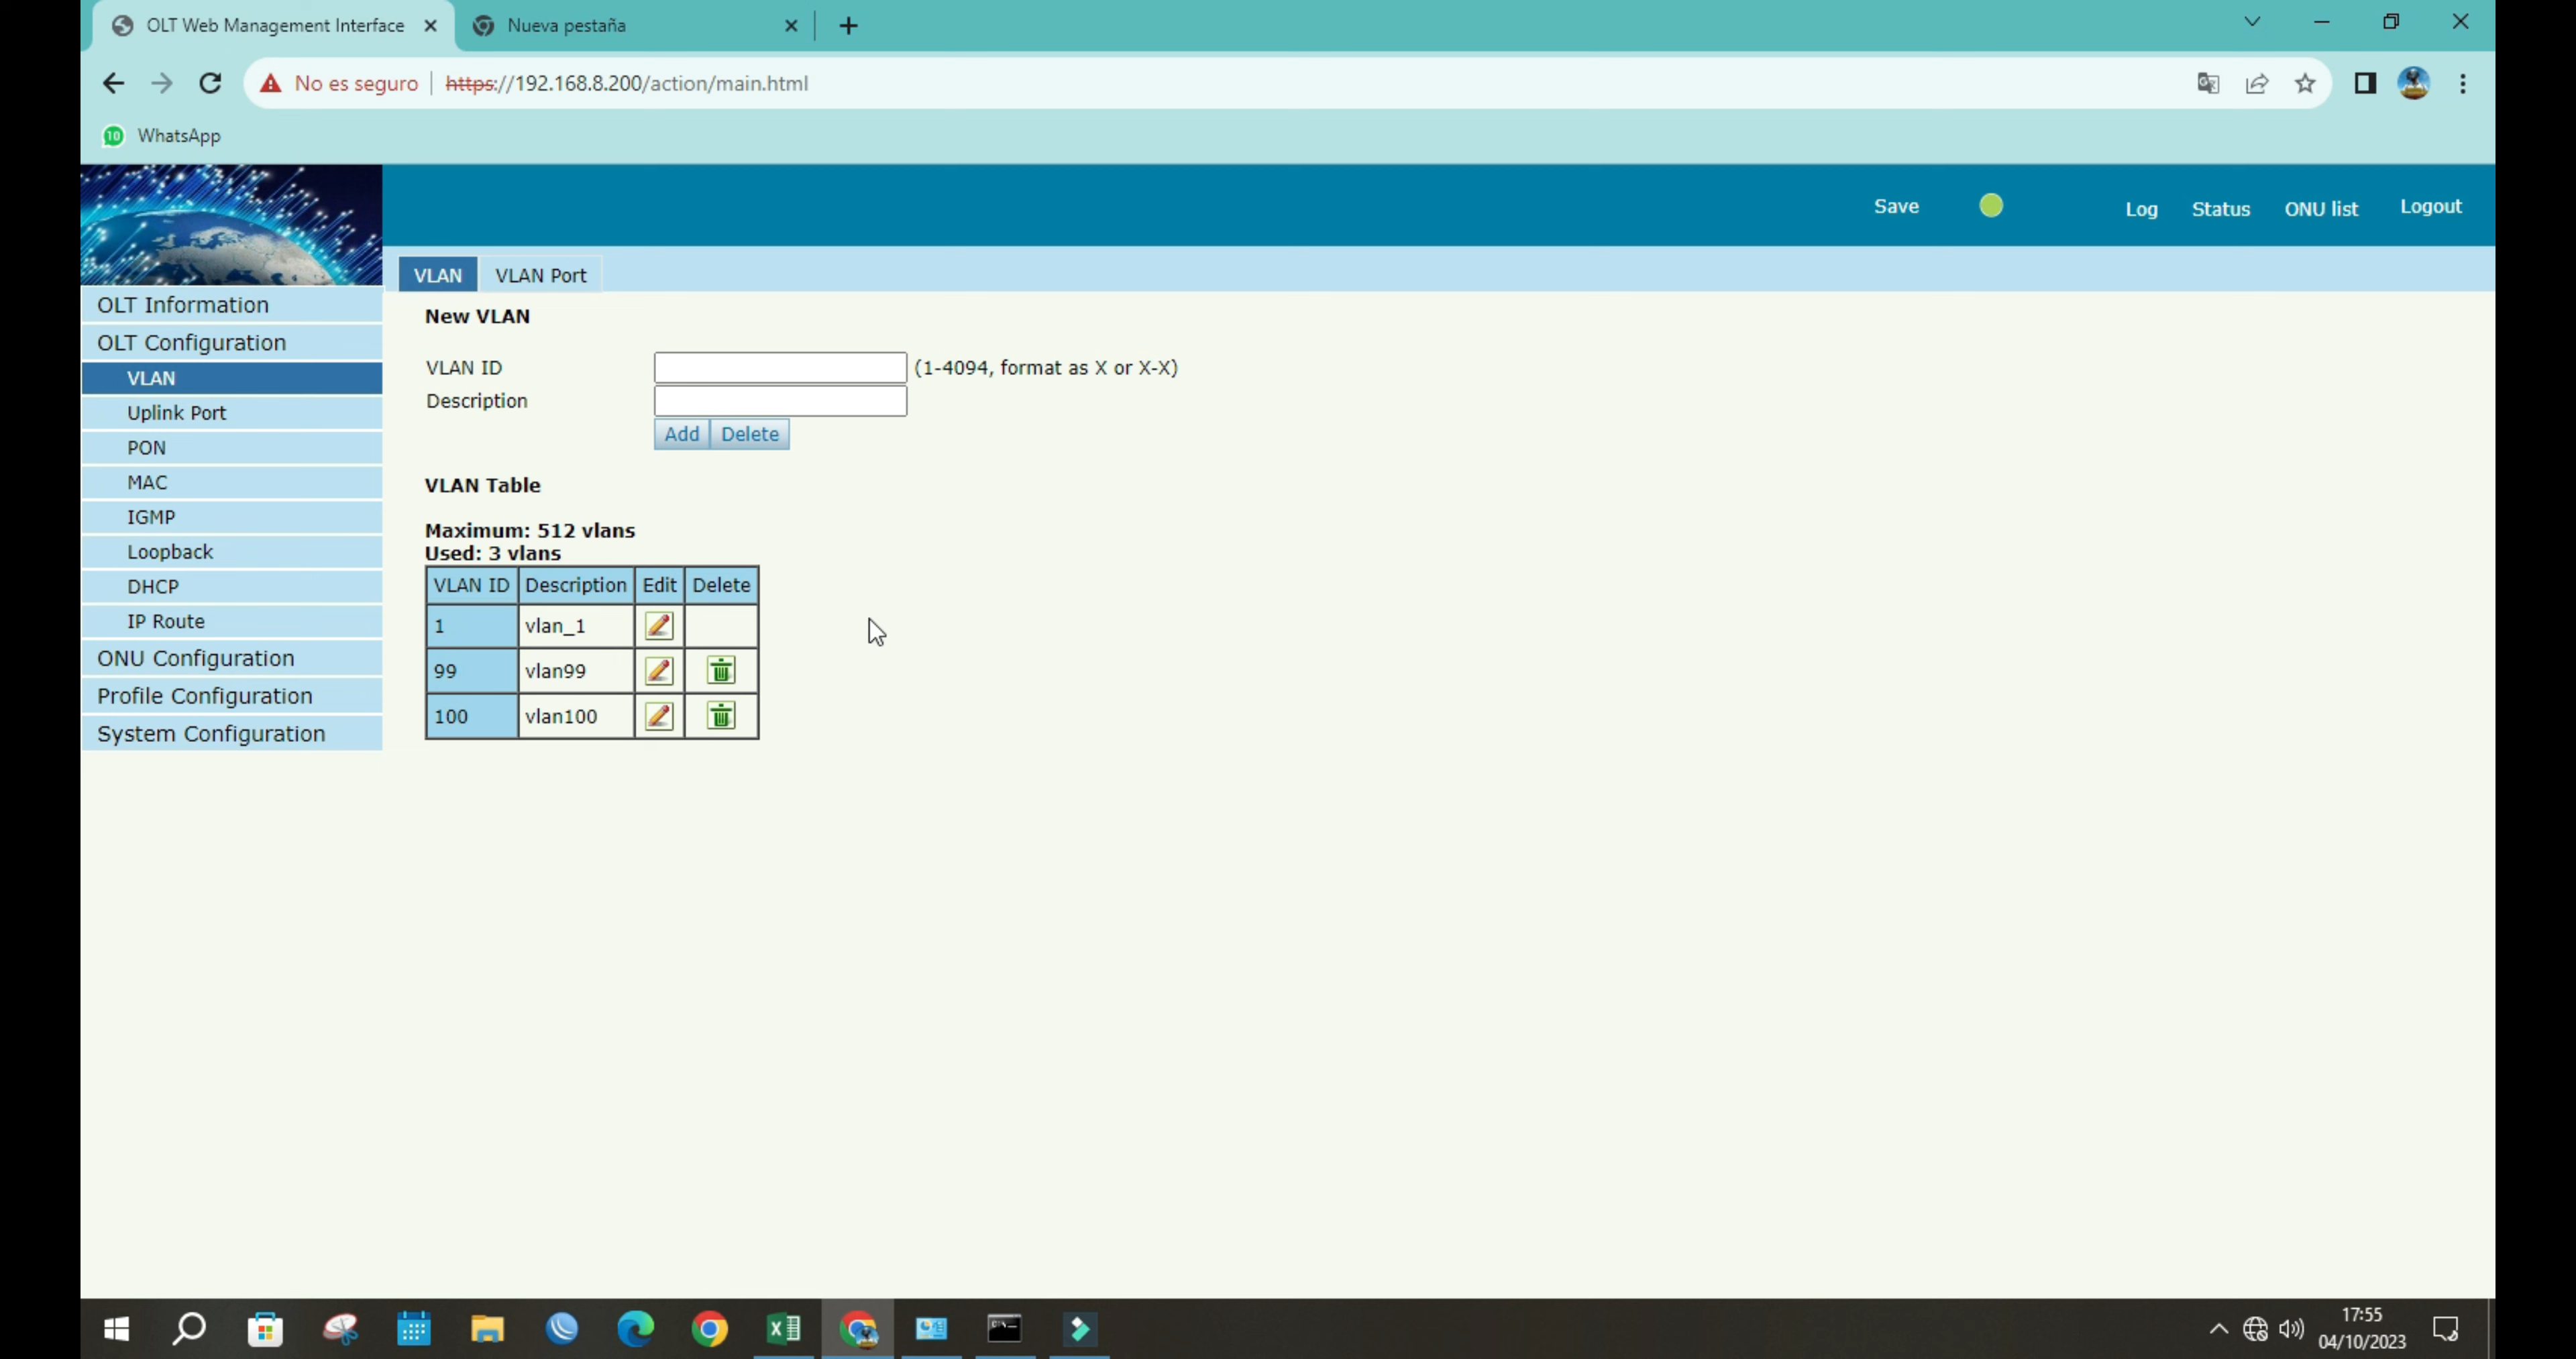 OLT Web Management Interface
Nueva pestaña
No es seguro
https://192.168.8.200/action/main.html
10
WhatsApp
Save
Log
Status
ONU list
Logout
VLAN
VLAN Port
OLT Information
OLT Configuration
VLAN
Uplink Port
PON
MAC
IGMP
Loopback
DHCP
IP Route
ONU Configuration
Profile Configuration
System Configuration
New VLAN
VLAN ID (1-4094, format as X or X-X)
Description
Add Delete
VLAN Table
Maximum: 512 vlans
Used: 3 vlans
VLAN ID Description Edit Delete
1 vlan_1
99 vlan99
100 vlan100
17:55
04/10/2023